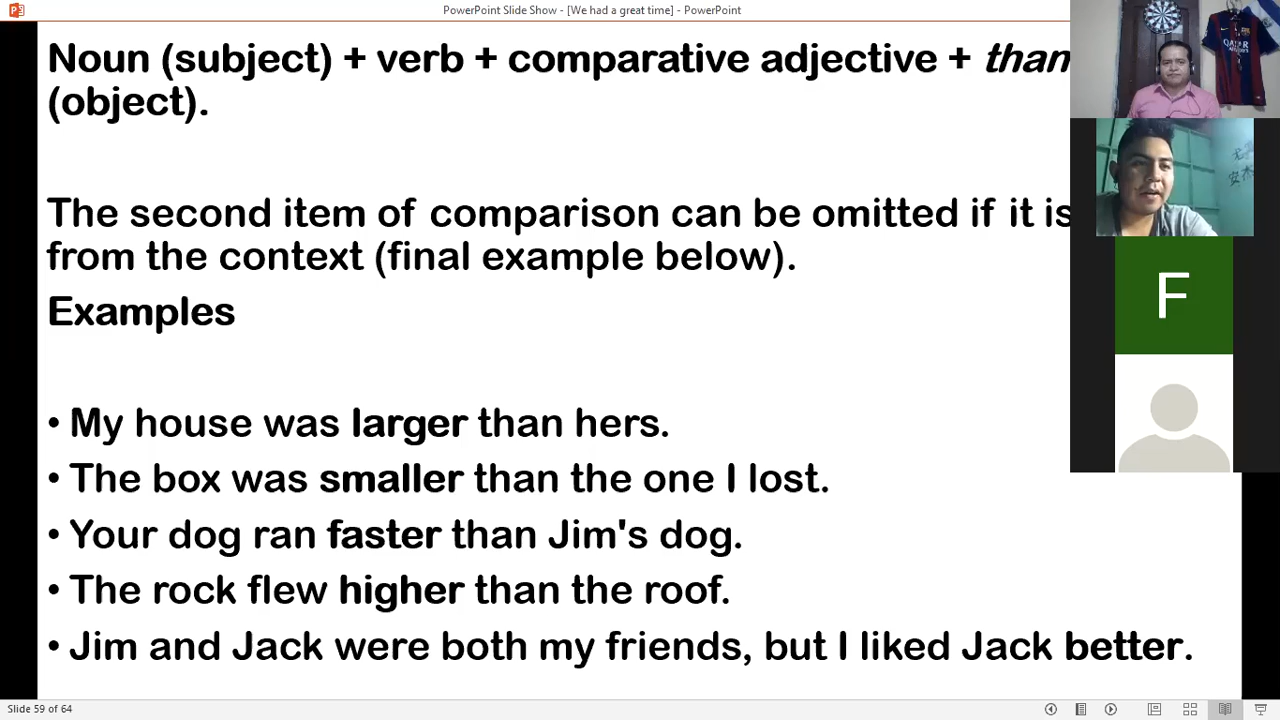 PowerPoint Slide Show - [We had a great time] - PowerPoint
Noun (subject) + verb + comparative adjective + than
(object).
The second item of comparison can be omitted if it is
from the context (final example below).
Examples
• My house was larger than hers.
• The box was smaller than the one I lost.
• Your dog ran faster than Jim's dog.
• The rock flew higher than the roof.
• Jim and Jack were both my friends, but I liked Jack better.
F
Slide 59 of 64